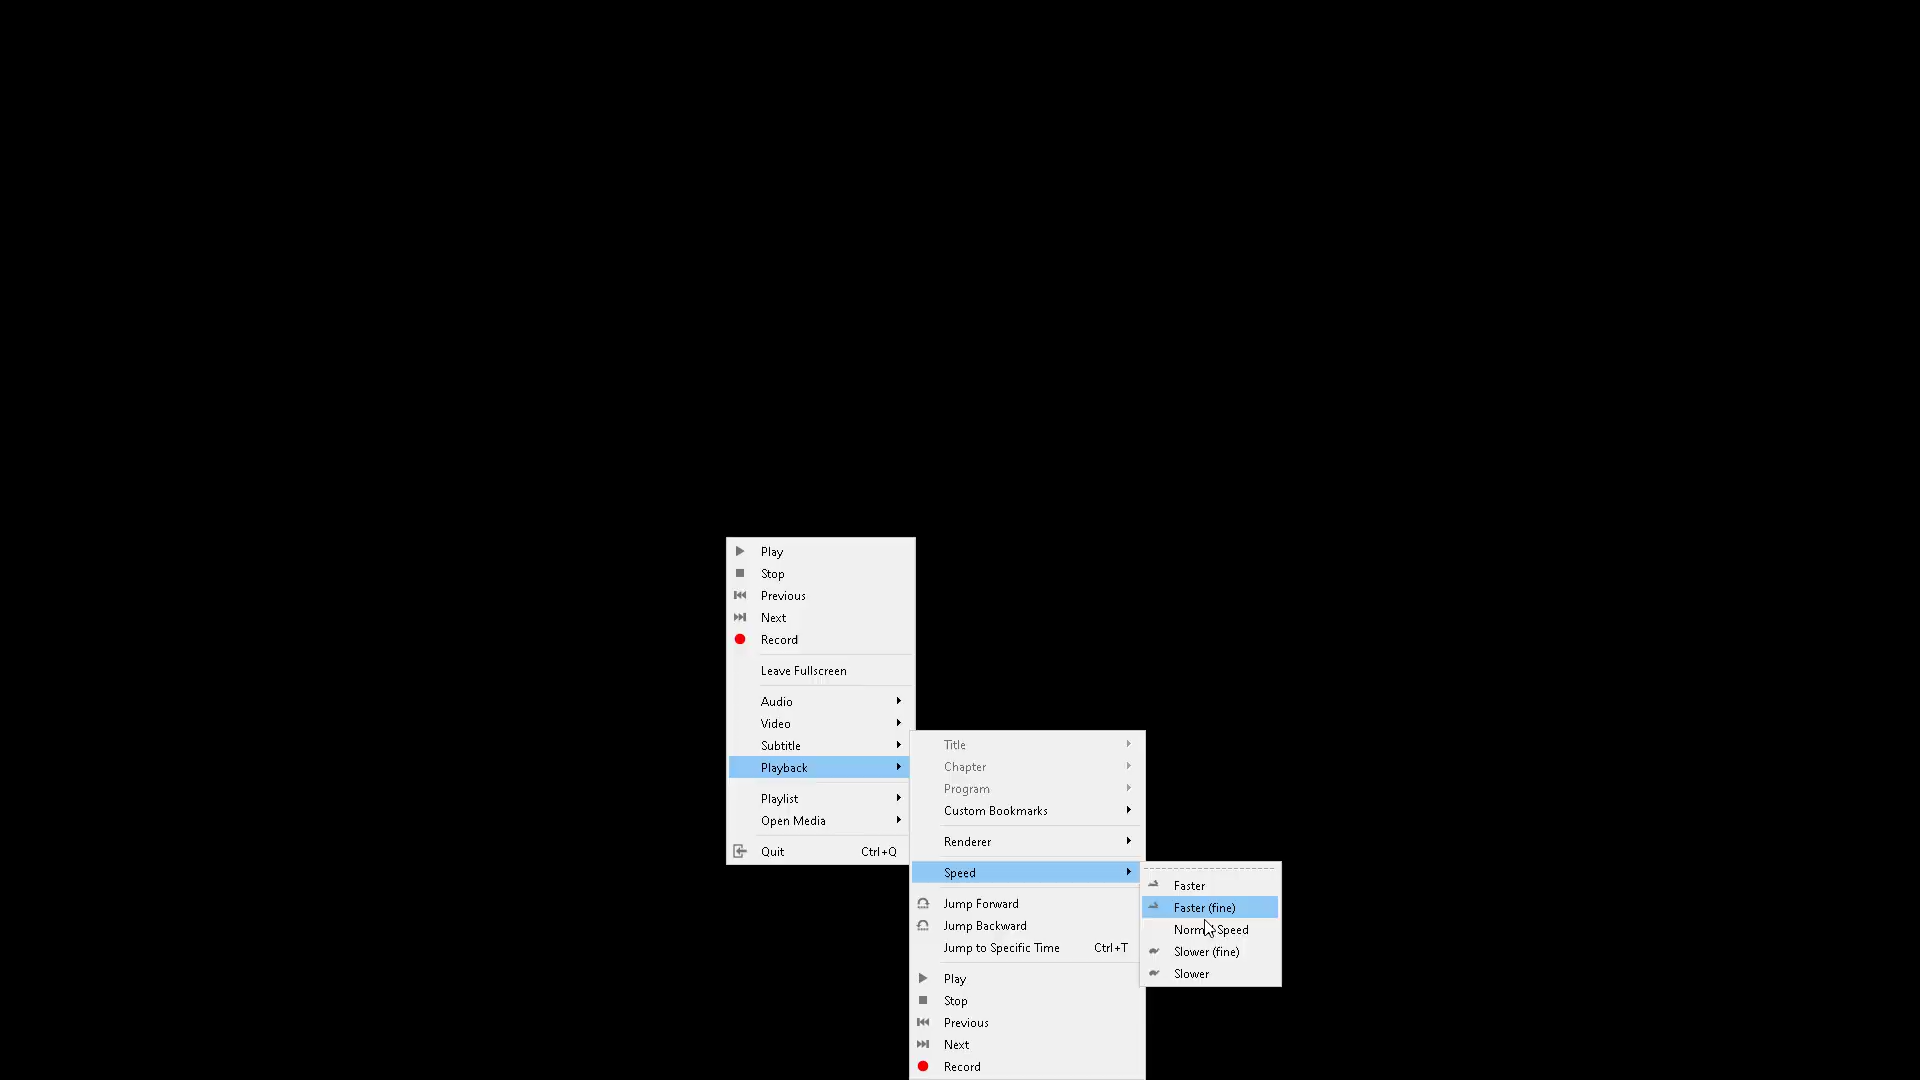 Play
Stop
Previous
Next
Record
Leave Fullscreen
Audio
Video
Subtitle
Playback
Playlist
Open Media
Quit Ctrl+Q
Title
Chapter
Program
Custom Bookmarks
Renderer
Speed
Jump Forward
Jump Backward
Jump to Specific Time Ctrl+T
Play
Stop
Previous
Next
Record
Faster
Faster (fine)
Speed
Slower (fine)
Slower